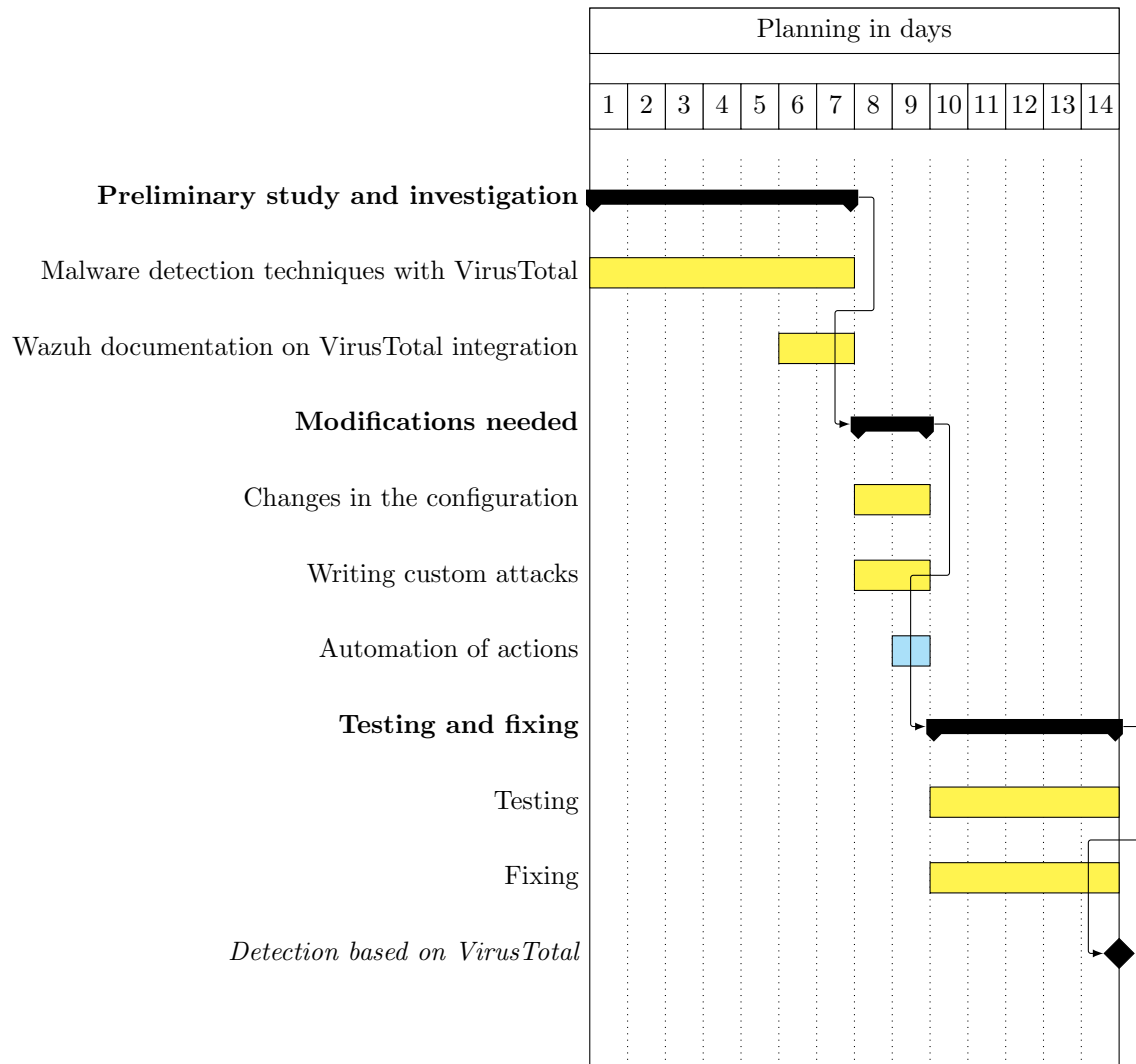 Planning in days
1 2 3 4 5 6 7 8 9 10 11 12 13 14
Preliminary study and investigation
Malware detection techniques with VirusTotal
Wazuh documentation on VirusTotal integration
Modifications needed
Changes in the configuration
Writing custom attacks
Automation of actions
Testing and fixing
Testing
Fixing
Detection based on VirusTotal